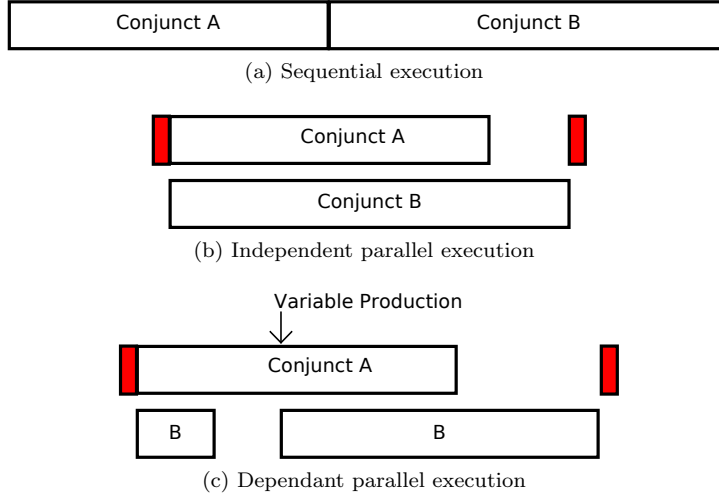 Conjunct A Conjunct B
(a) Sequential execution
Conjunct A
Conjunct B
(b) Independent parallel execution
Variable Production
Conjunct A
B B
(c) Dependant parallel execution